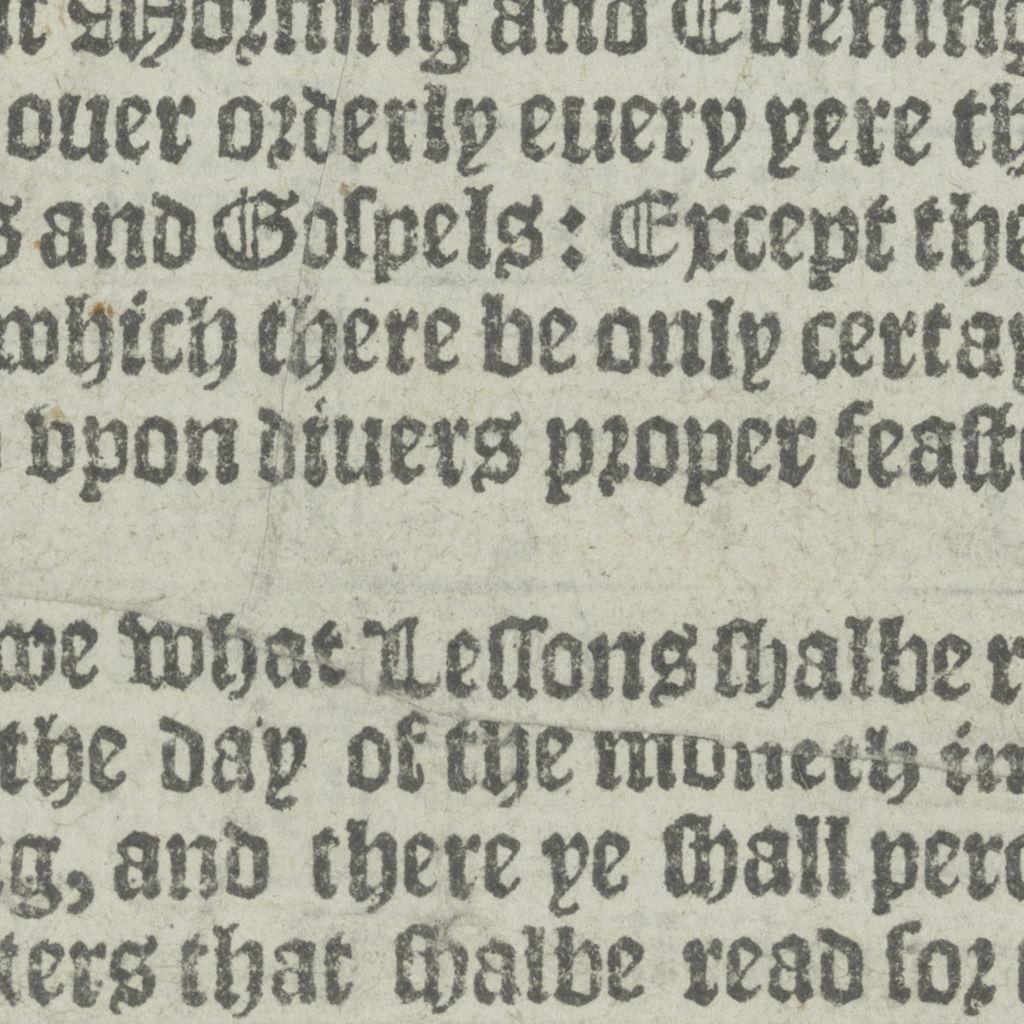 t Morning and Evening
ouer orderly euery yere th
s and Goſpels: Except the
which there be only certay
vpon diuers proper feaſte
we what Leſſons ſhalbe r
the day of the moneth in
g, and there ye ſhall perc
ters that ſhalbe read for